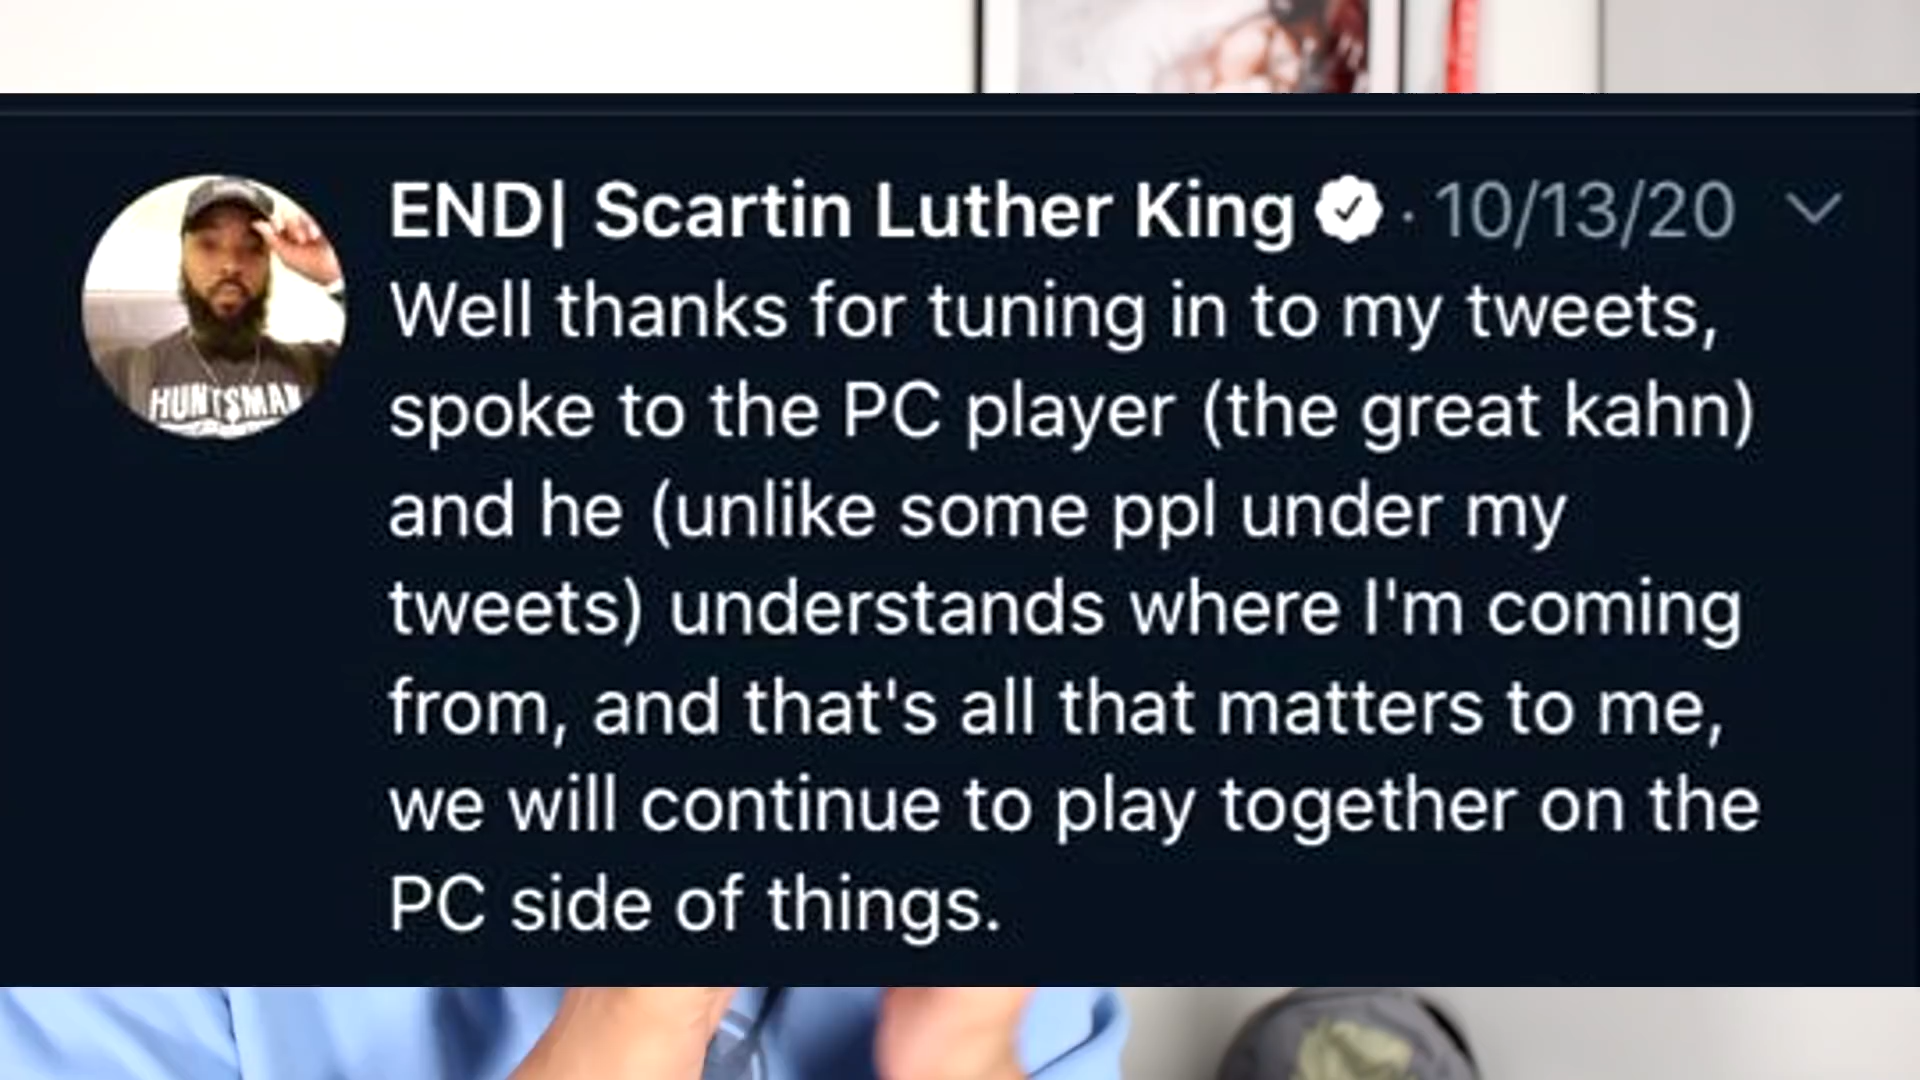 END| Scartin Luther King · 10/13/20
Well thanks for tuning in to my tweets,
spoke to the PC player (the great kahn)
and he (unlike some ppl under my
tweets) understands where I'm coming
from, and that's all that matters to me,
we will continue to play together on the
PC side of things.
HUNTSMAN